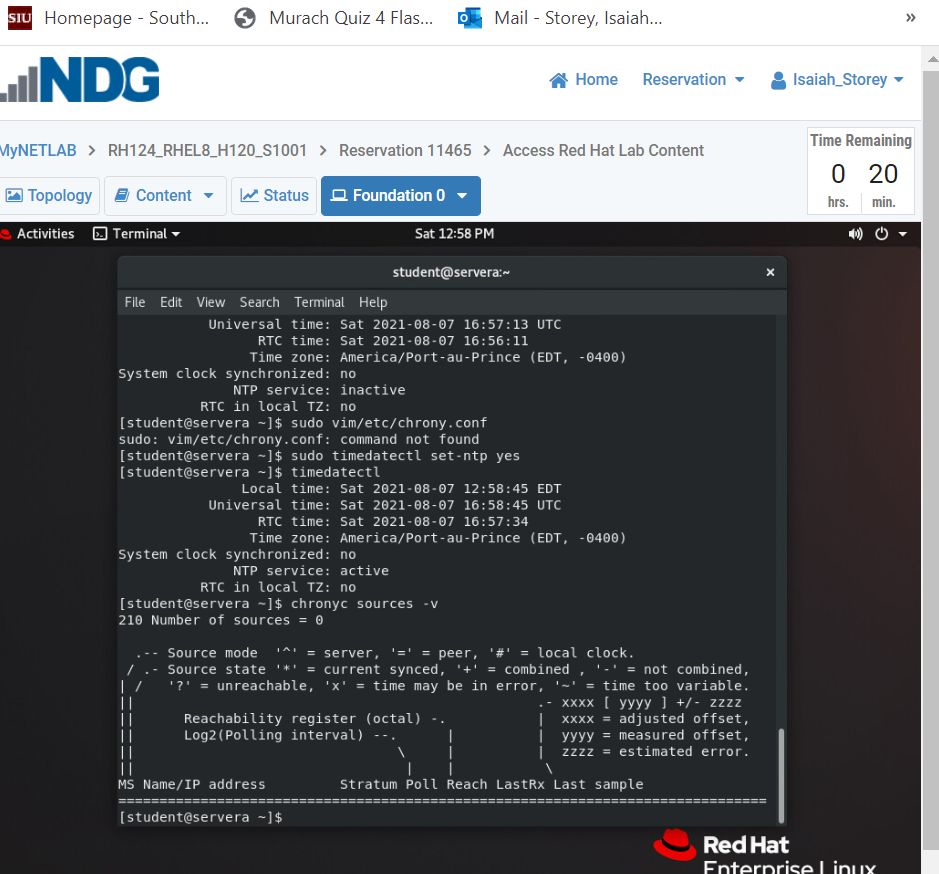 SIU Homepage - South... Murach Quiz 4 Flas... Mail - Storey, Isaiah... »
NDG Home Reservation Isaiah_Storey
MyNETLAB > RH124_RHEL8_H120_S1001 > Reservation 11465 > Access Red Hat Lab Content
Time Remaining
0 20
hrs. min.
Topology Content Status Foundation 0
Activities Terminal Sat 12:58 PM
student@servera:~ ×
File Edit View Search Terminal Help
           Universal time: Sat 2021-08-07 16:57:13 UTC
                 RTC time: Sat 2021-08-07 16:56:11
                Time zone: America/Port-au-Prince (EDT, -0400)
System clock synchronized: no
              NTP service: inactive
          RTC in local TZ: no
[student@servera ~]$ sudo vim/etc/chrony.conf
sudo: vim/etc/chrony.conf: command not found
[student@servera ~]$ sudo timedatectl set-ntp yes
[student@servera ~]$ timedatectl
               Local time: Sat 2021-08-07 12:58:45 EDT
           Universal time: Sat 2021-08-07 16:58:45 UTC
                 RTC time: Sat 2021-08-07 16:57:34
                Time zone: America/Port-au-Prince (EDT, -0400)
System clock synchronized: no
              NTP service: active
          RTC in local TZ: no
[student@servera ~]$ chronyc sources -v
210 Number of sources = 0
  .-- Source mode  '^' = server, '=' = peer, '#' = local clock.
 / .- Source state '*' = current synced, '+' = combined , '-' = not combined,
| /   '?' = unreachable, 'x' = time may be in error, '~' = time too variable.
||                                                 .- xxxx [ yyyy ] +/- zzzz
||      Reachability register (octal) -.           |  xxxx = adjusted offset,
||      Log2(Polling interval) --.      |          |  yyyy = measured offset,
||                                \     |          |  zzzz = estimated error.
||                                 |    |           \
MS Name/IP address         Stratum Poll Reach LastRx Last sample
===============================================================================
[student@servera ~]$
Red Hat
Enterprise Linux